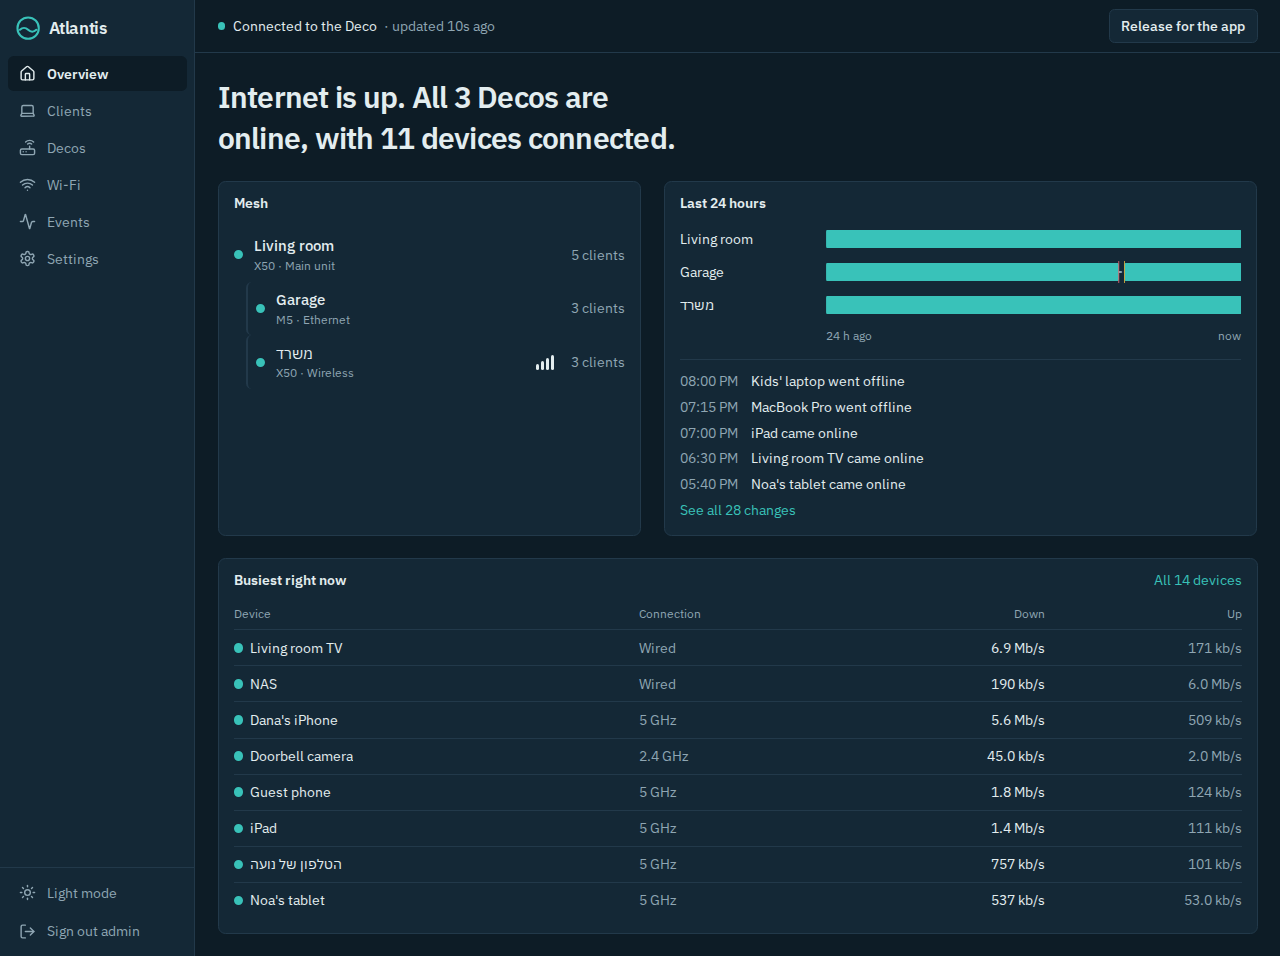 Atlantis
Overview
Clients
Decos
Wi-Fi
Events
Settings
Light mode
Sign out admin
Connected to the Deco · updated 10s ago
Release for the app
Internet is up. All 3 Decos are
online, with 11 devices connected.
Mesh
Living room
X50 · Main unit
5 clients
Garage
M5 · Ethernet
3 clients
משרד
X50 · Wireless
3 clients
Last 24 hours
Living room
Garage
משרד
24 h ago now
08:00 PM Kids' laptop went offline
07:15 PM MacBook Pro went offline
07:00 PM iPad came online
06:30 PM Living room TV came online
05:40 PM Noa's tablet came online
See all 28 changes
Busiest right now All 14 devices
Device Connection Down Up
Living room TV Wired 6.9 Mb/s 171 kb/s
NAS Wired 190 kb/s 6.0 Mb/s
Dana's iPhone 5 GHz 5.6 Mb/s 509 kb/s
Doorbell camera 2.4 GHz 45.0 kb/s 2.0 Mb/s
Guest phone 5 GHz 1.8 Mb/s 124 kb/s
iPad 5 GHz 1.4 Mb/s 111 kb/s
הטלפון של נועה 5 GHz 757 kb/s 101 kb/s
Noa's tablet 5 GHz 537 kb/s 53.0 kb/s